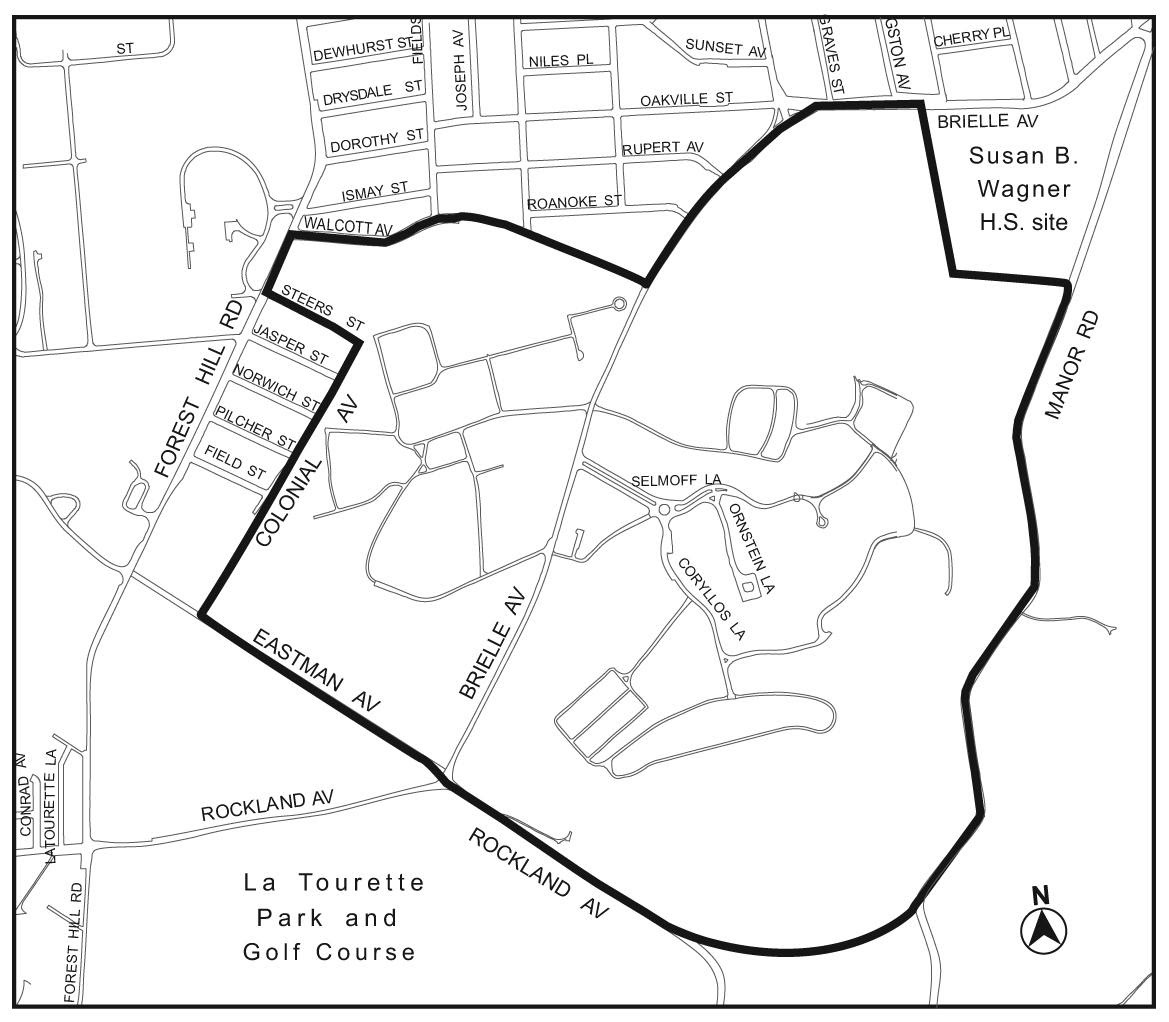 ST
DEWHURST ST
FIELDS
JOSEPH AV
NILES PL
SUNSET AV
GRAVES ST
GSTON AV
CHERRY PL
DRYSDALE ST
OAKVILLE ST
BRIELLE AV
DOROTHY ST
RUPERT AV
Susan B.
Wagner
H.S. site
ISMAY ST
ROANOKE ST
WALCOTT AV
STEERS ST
JASPER ST
NORWICH ST
PILCHER ST
FIELD ST
FOREST HILL RD
COLONIAL AV
MANOR RD
SELMOFF LA
ORNSTEIN LA
CORYLLOS LA
BRIELLE AV
EASTMAN AV
CONRAD AV
LATOURETTE LA
ROCKLAND AV
ROCKLAND AV
La Tourette
Park and
Golf Course
FOREST HILL RD
N